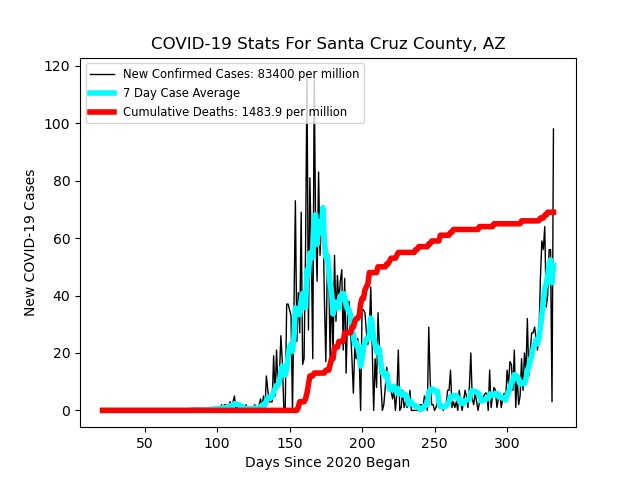 COVID-19 Stats For Santa Cruz County, AZ
New Confirmed Cases: 83400 per million
7 Day Case Average
Cumulative Deaths: 1483.9 per million
New COVID-19 Cases
120
100
80
60
40
20
0
50
100
150
200
250
300
Days Since 2020 Began